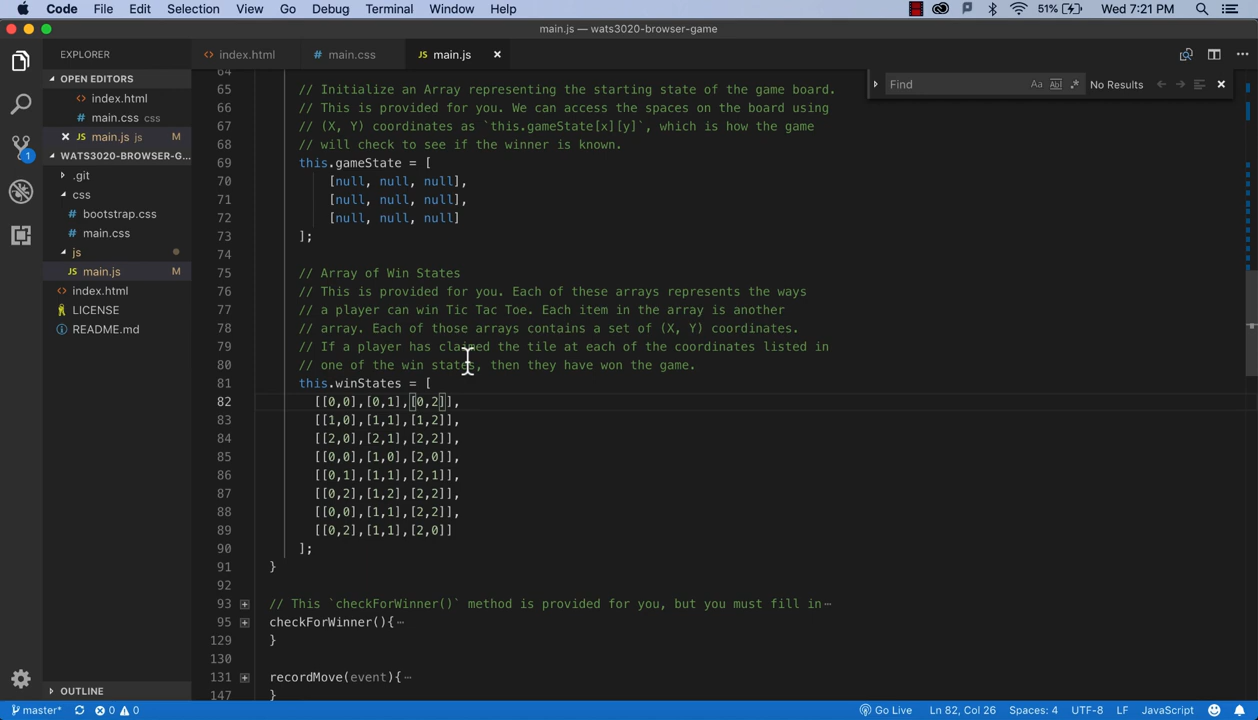 Code File Edit Selection View Go Debug Terminal Window Help 51% Wed 7:21 PM
main.js — wats3020-browser-game
EXPLORER
index.html main.css main.js
OPEN EDITORS
index.html
main.css css
main.js js M
WATS3020-BROWSER-G...
.git
css
bootstrap.css
main.css
js
main.js M
index.html
LICENSE
README.md
OUTLINE
Find Aa Abl .* No Results
64
65 // Initialize an Array representing the starting state of the game board.
66 // This is provided for you. We can access the spaces on the board using
67 // (X, Y) coordinates as `this.gameState[x][y]`, which is how the game
68 // will check to see if the winner is known.
69 this.gameState = [
70 [null, null, null],
71 [null, null, null],
72 [null, null, null]
73 ];
74
75 // Array of Win States
76 // This is provided for you. Each of these arrays represents the ways
77 // a player can win Tic Tac Toe. Each item in the array is another
78 // array. Each of those arrays contains a set of (X, Y) coordinates.
79 // If a player has claimed the tile at each of the coordinates listed in
80 // one of the win states, then they have won the game.
81 this.winStates = [
82 [[0,0],[0,1],[0,2]],
83 [[1,0],[1,1],[1,2]],
84 [[2,0],[2,1],[2,2]],
85 [[0,0],[1,0],[2,0]],
86 [[0,1],[1,1],[2,1]],
87 [[0,2],[1,2],[2,2]],
88 [[0,0],[1,1],[2,2]],
89 [[0,2],[1,1],[2,0]]
90 ];
91 }
92
93 // This `checkForWinner()` method is provided for you, but you must fill in⋯
95 checkForWinner(){⋯
129 }
130
131 recordMove(event){⋯
147 }
master* 0 0 Go Live Ln 82, Col 26 Spaces: 4 UTF-8 LF JavaScript
1